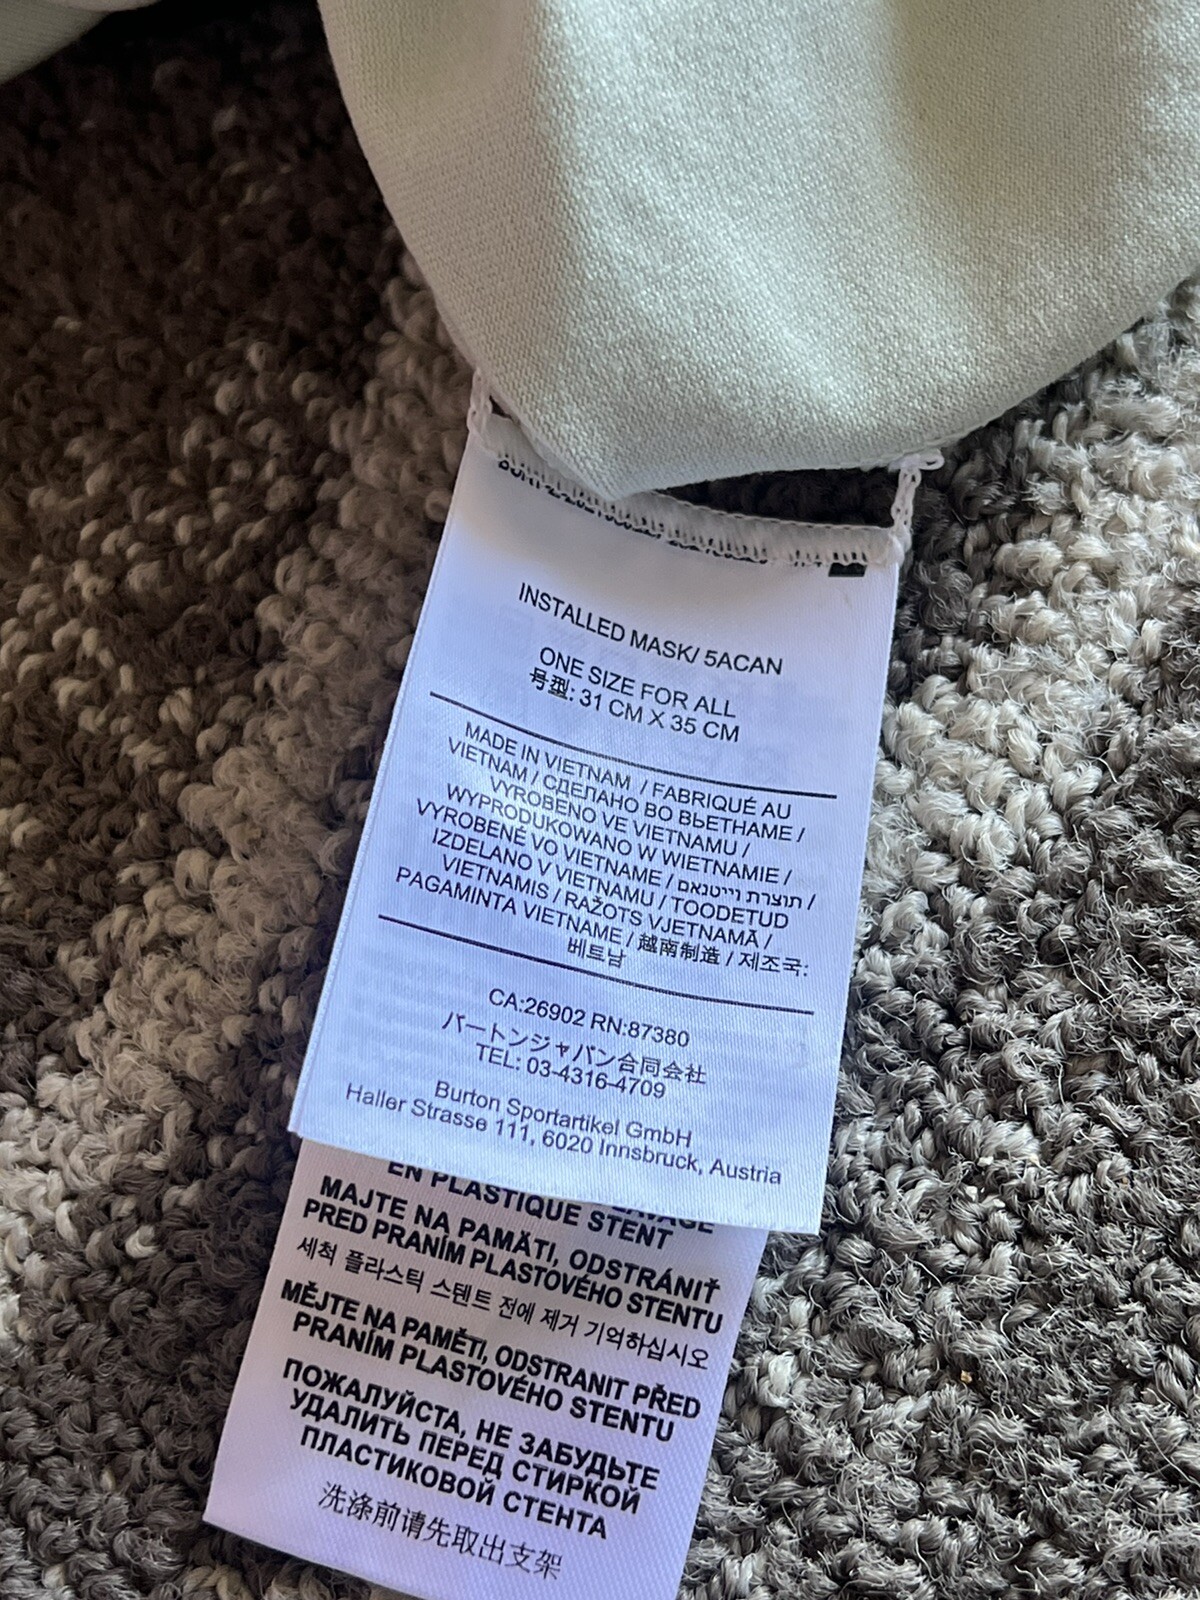 INSTALLED MASK/ 5ACAN
ONE SIZE FOR ALL
号型: 31 CM X 35 CM
MADE IN VIETNAM / FABRIQUÉ AU
VIETNAM / СДЕЛАНО ВО ВЬЕТНАМЕ /
VYROBENO VE VIETNAMU /
WYPRODUKOWANO W WIETNAMIE /
VYROBENÉ VO VIETNAME / תוצרת וייטנאם /
IZDELANO V VIETNAMU / TOODETUD
VIETNAMIS / RAŽOTS VJETNAMĀ /
PAGAMINTA VIETNAME / 越南制造 / 제조국:
베트남
CA:26902 RN:87380
バートンジャパン合同会社
TEL: 03-4316-4709
Burton Sportartikel GmbH
Haller Strasse 111, 6020 Innsbruck, Austria
LAVAGE
EN PLASTIQUE STENT
MAJTE NA PAMÄTI, ODSTRÁNIŤ
PRED PRANÍM PLASTOVÉHO STENTU
세척 플라스틱 스텐트 전에 제거 기억하십시오
MĚJTE NA PAMĚTI, ODSTRANIT PŘED
PRANÍM PLASTOVÉHO STENTU
ПОЖАЛУЙСТА, НЕ ЗАБУДЬТЕ
УДАЛИТЬ ПЕРЕД СТИРКОЙ
ПЛАСТИКОВОЙ СТЕНТА
洗涤前请先取出支架